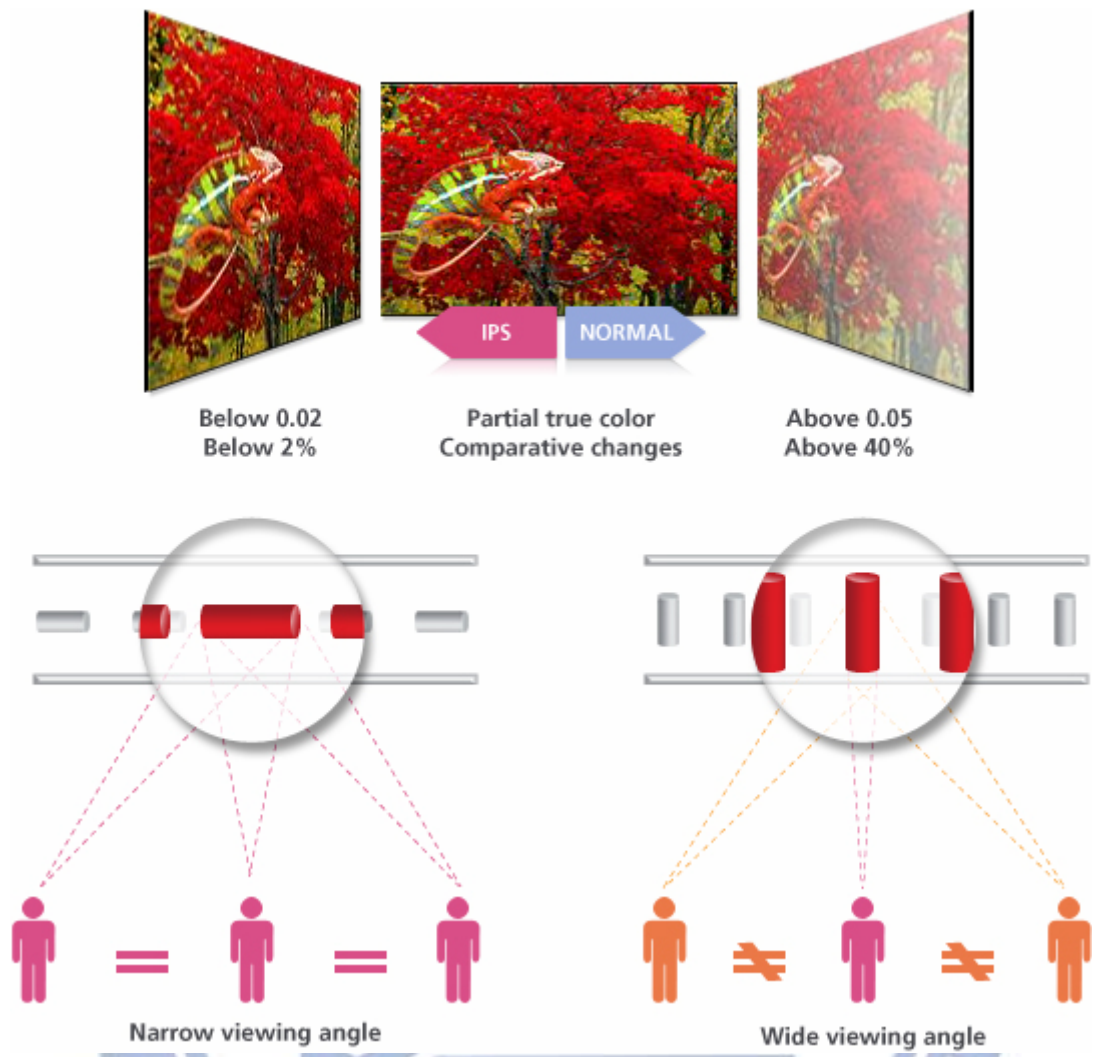 IPS
NORMAL
Below 0.02
Below 2%
Partial true color
Comparative changes
Above 0.05
Above 40%
Narrow viewing angle
Wide viewing angle